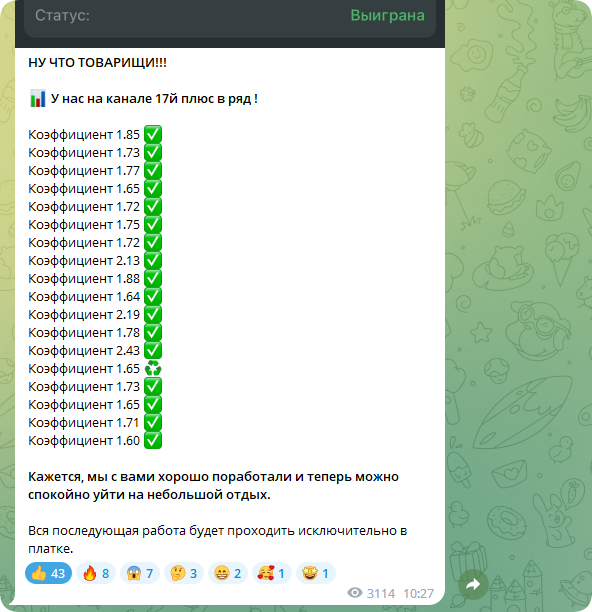 Статус: Выиграна
НУ ЧТО ТОВАРИЩИ!!!
📊 У нас на канале 17й плюс в ряд !
Коэффициент 1.85 ✅
Коэффициент 1.73 ✅
Коэффициент 1.77 ✅
Коэффициент 1.65 ✅
Коэффициент 1.72 ✅
Коэффициент 1.75 ✅
Коэффициент 1.72 ✅
Коэффициент 2.13 ✅
Коэффициент 1.88 ✅
Коэффициент 1.64 ✅
Коэффициент 2.19 ✅
Коэффициент 1.78 ✅
Коэффициент 2.43 ✅
Коэффициент 1.65 ♻️
Коэффициент 1.73 ✅
Коэффициент 1.65 ✅
Коэффициент 1.71 ✅
Коэффициент 1.60 ✅
Кажется, мы с вами хорошо поработали и теперь можно
спокойно уйти на небольшой отдых.
Вся последующая работа будет проходить исключительно в
платке.
👍 43 🔥 8 😱 7 🤔 3 😁 2 🥰 1 🤩 1
3114 10:27